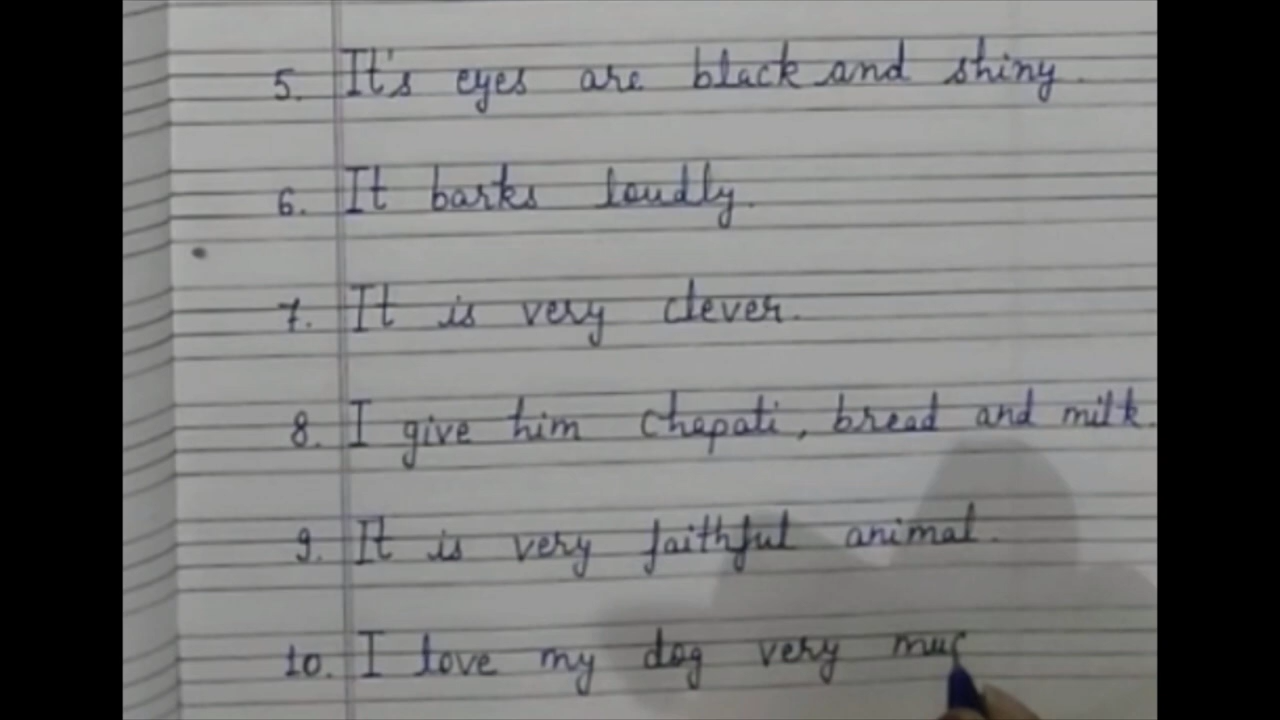 5. It's eyes are black and shiny.
6. It barks loudly.
7. It is very clever.
8. I give him Chapati, bread and milk.
9. It is very faithful animal.
10. I love my dog very muc